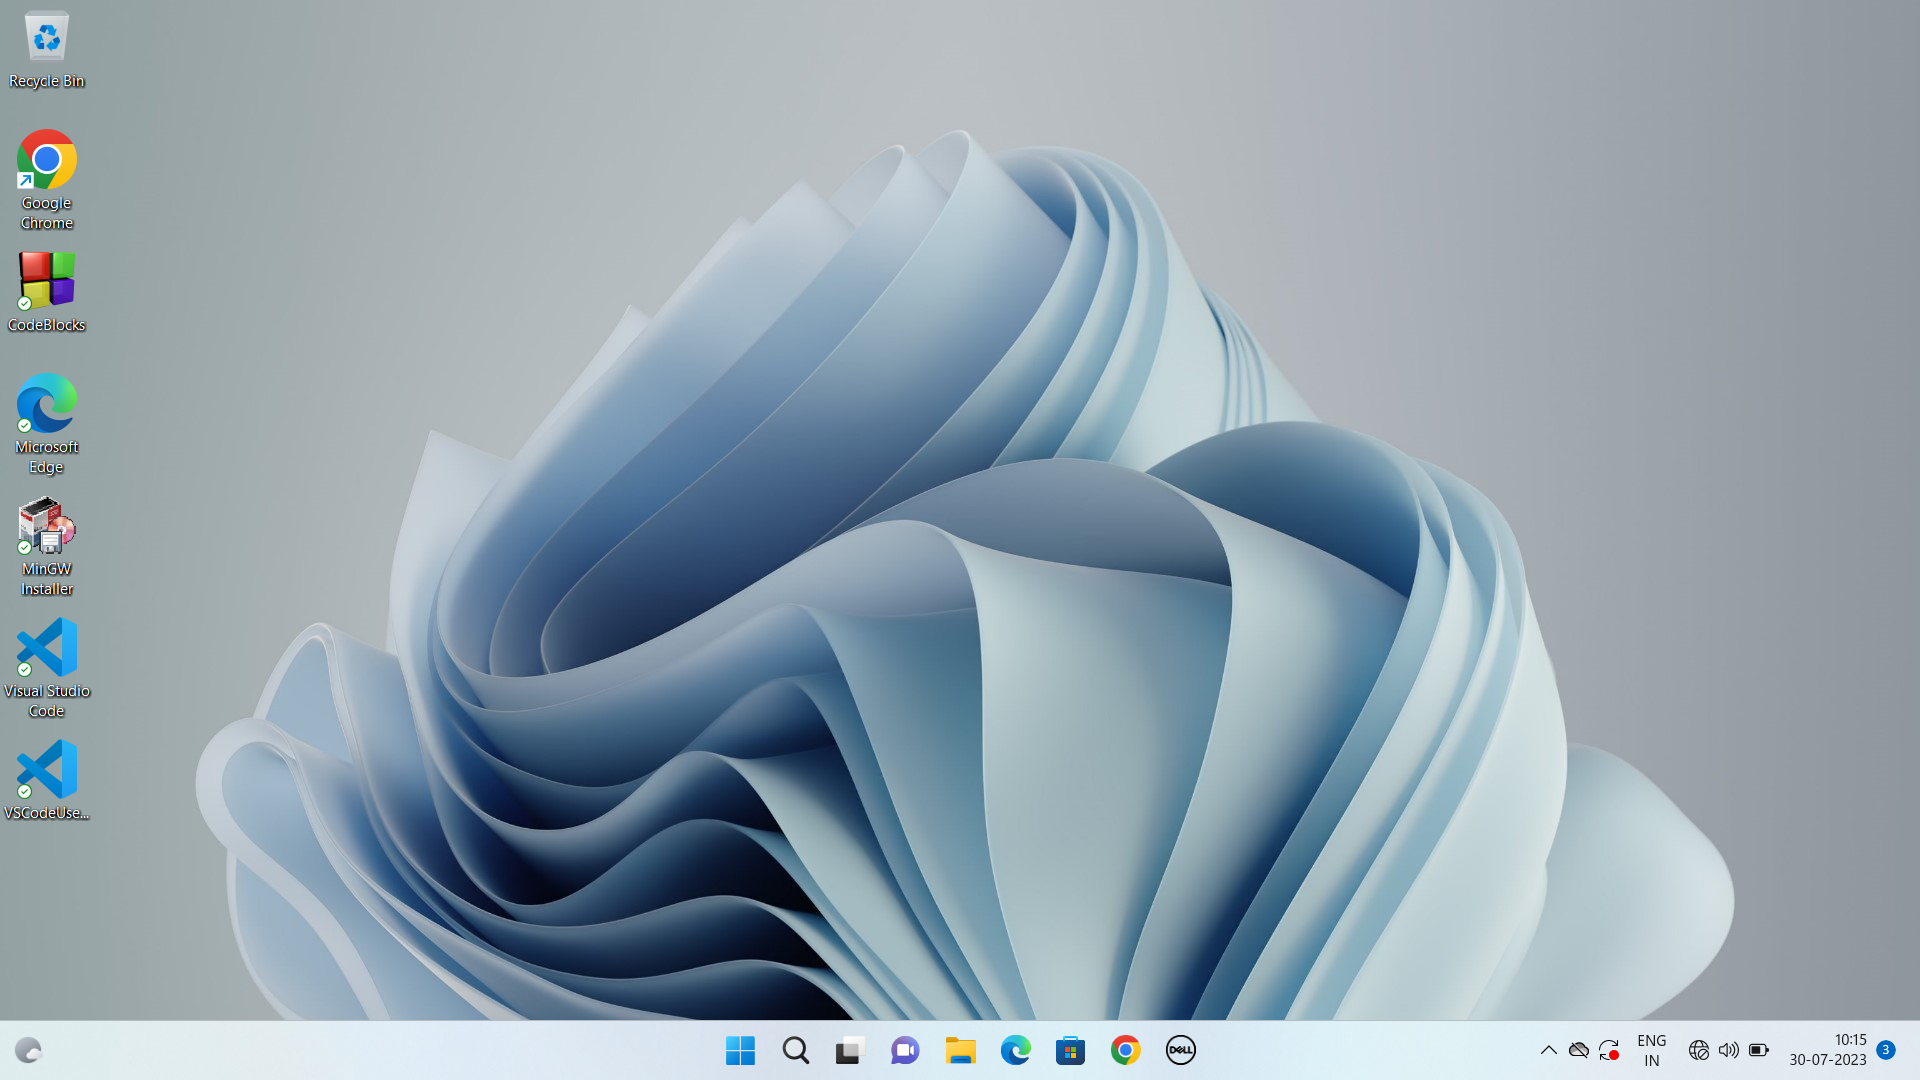 Recycle Bin
Google
Chrome
CodeBlocks
Microsoft
Edge
MinGW
Installer
Visual Studio
Code
VSCodeUse...
DELL
ENG
IN
10:15
30-07-2023
3